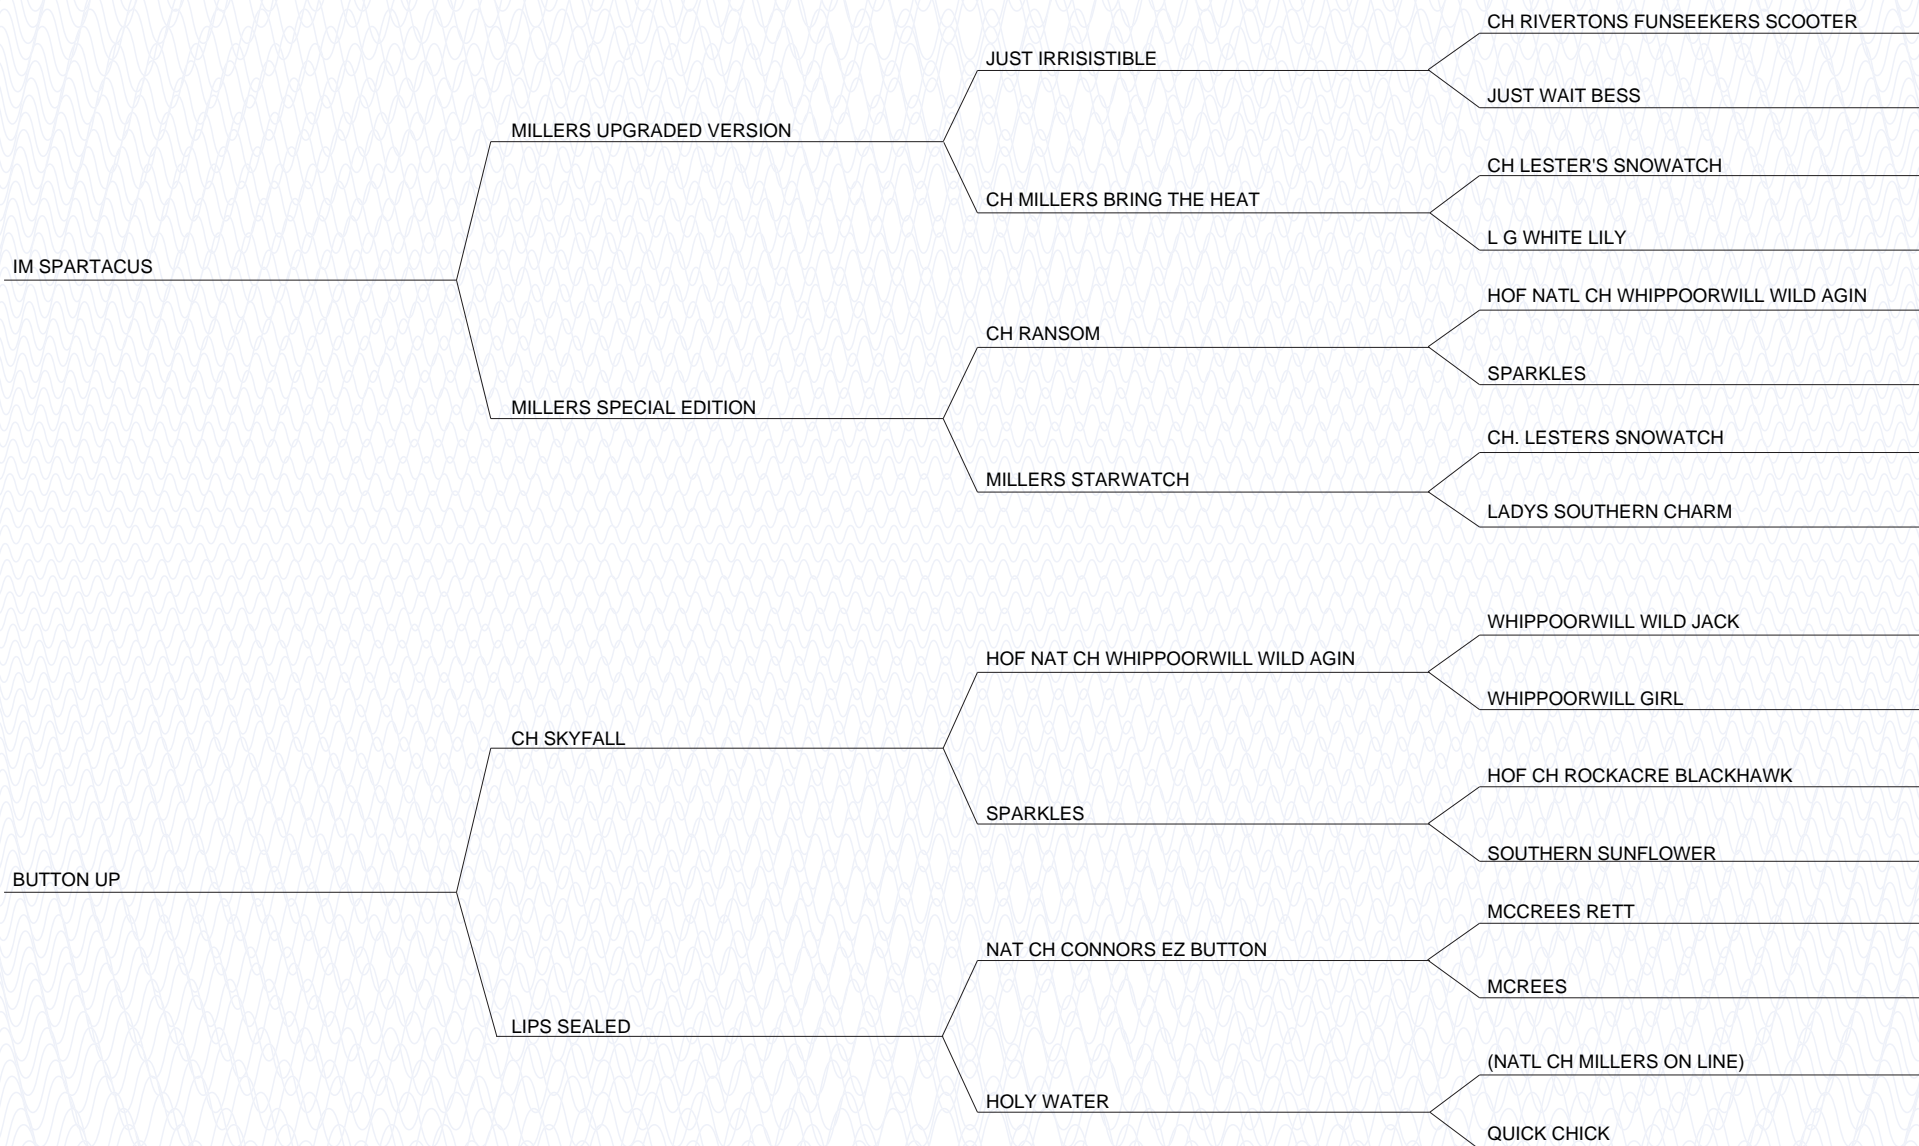 CH RIVERTONS FUNSEEKERS SCOOTER
JUST IRRISISTIBLE
JUST WAIT BESS
MILLERS UPGRADED VERSION
CH LESTER'S SNOWATCH
CH MILLERS BRING THE HEAT
L G WHITE LILY
IM SPARTACUS
HOF NATL CH WHIPPOORWILL WILD AGIN
CH RANSOM
SPARKLES
MILLERS SPECIAL EDITION
CH. LESTERS SNOWATCH
MILLERS STARWATCH
LADYS SOUTHERN CHARM
WHIPPOORWILL WILD JACK
HOF NAT CH WHIPPOORWILL WILD AGIN
WHIPPOORWILL GIRL
CH SKYFALL
HOF CH ROCKACRE BLACKHAWK
SPARKLES
SOUTHERN SUNFLOWER
BUTTON UP
MCCREES RETT
NAT CH CONNORS EZ BUTTON
MCREES
LIPS SEALED
(NATL CH MILLERS ON LINE)
HOLY WATER
QUICK CHICK